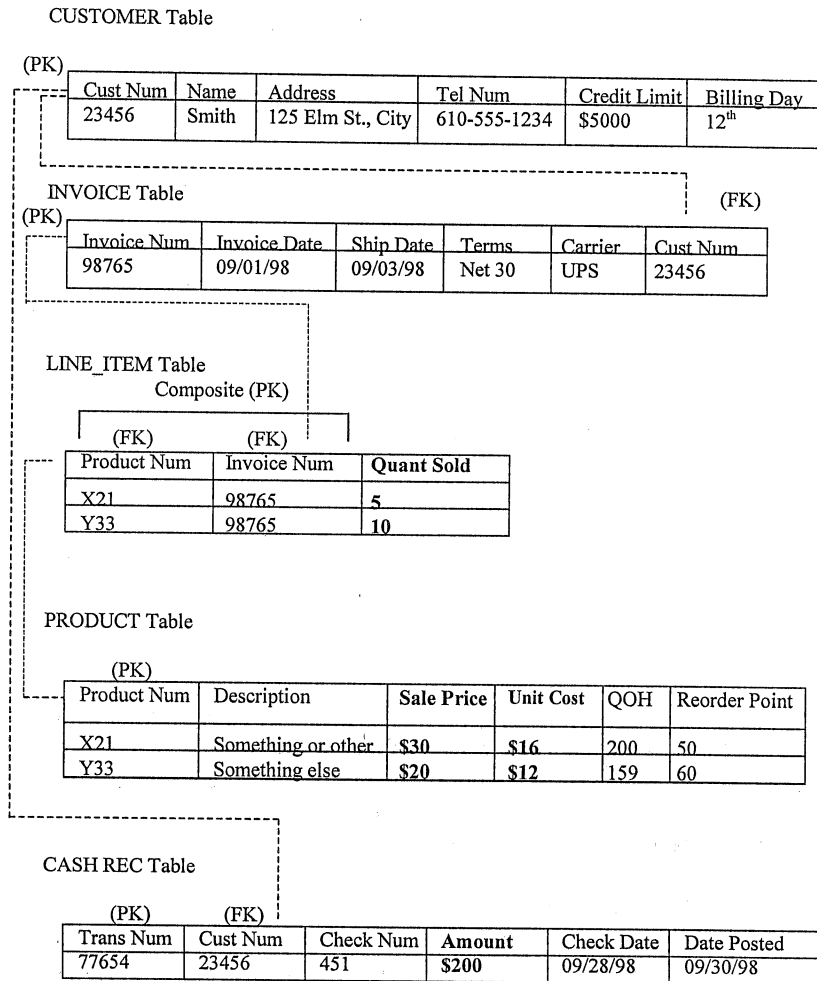 CUSTOMER Table
(PK)
Cust Num Name Address Tel Num Credit Limit Billing Day
23456 Smith 125 Elm St., City 610-555-1234 $5000 12th
INVOICE Table (FK)
(PK)
Invoice Num Invoice Date Ship Date Terms Carrier Cust Num
98765 09/01/98 09/03/98 Net 30 UPS 23456
LINE_ITEM Table
Composite (PK)
(FK) (FK)
Product Num Invoice Num Quant Sold
X21 98765 5
Y33 98765 10
PRODUCT Table
(PK)
Product Num Description Sale Price Unit Cost QOH Reorder Point
X21 Something or other $30 $16 200 50
Y33 Something else $20 $12 159 60
CASH REC Table
(PK) (FK)
Trans Num Cust Num Check Num Amount Check Date Date Posted
77654 23456 451 $200 09/28/98 09/30/98